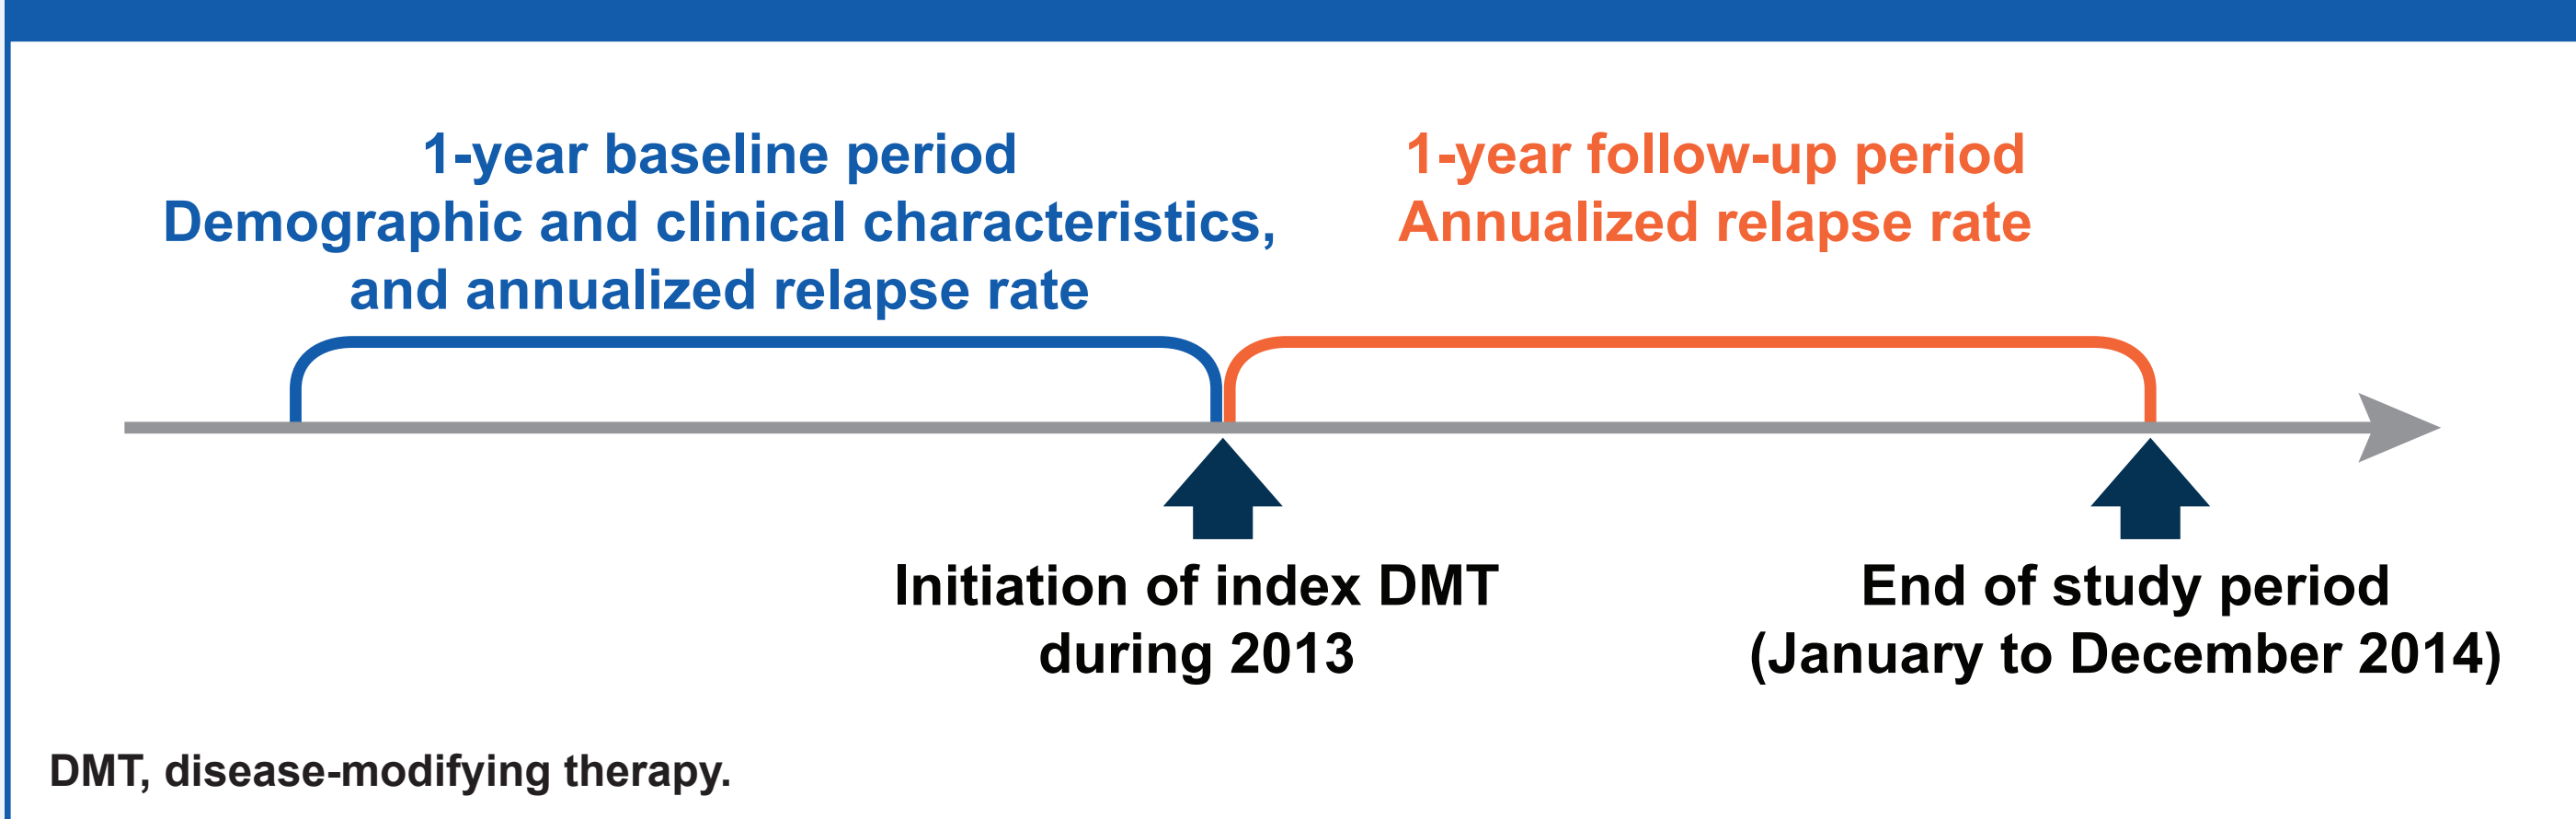 1-year baseline period
Demographic and clinical characteristics,
and annualized relapse rate
1-year follow-up period
Annualized relapse rate
Initiation of index DMT
during 2013
End of study period
(January to December 2014)
DMT, disease-modifying therapy.